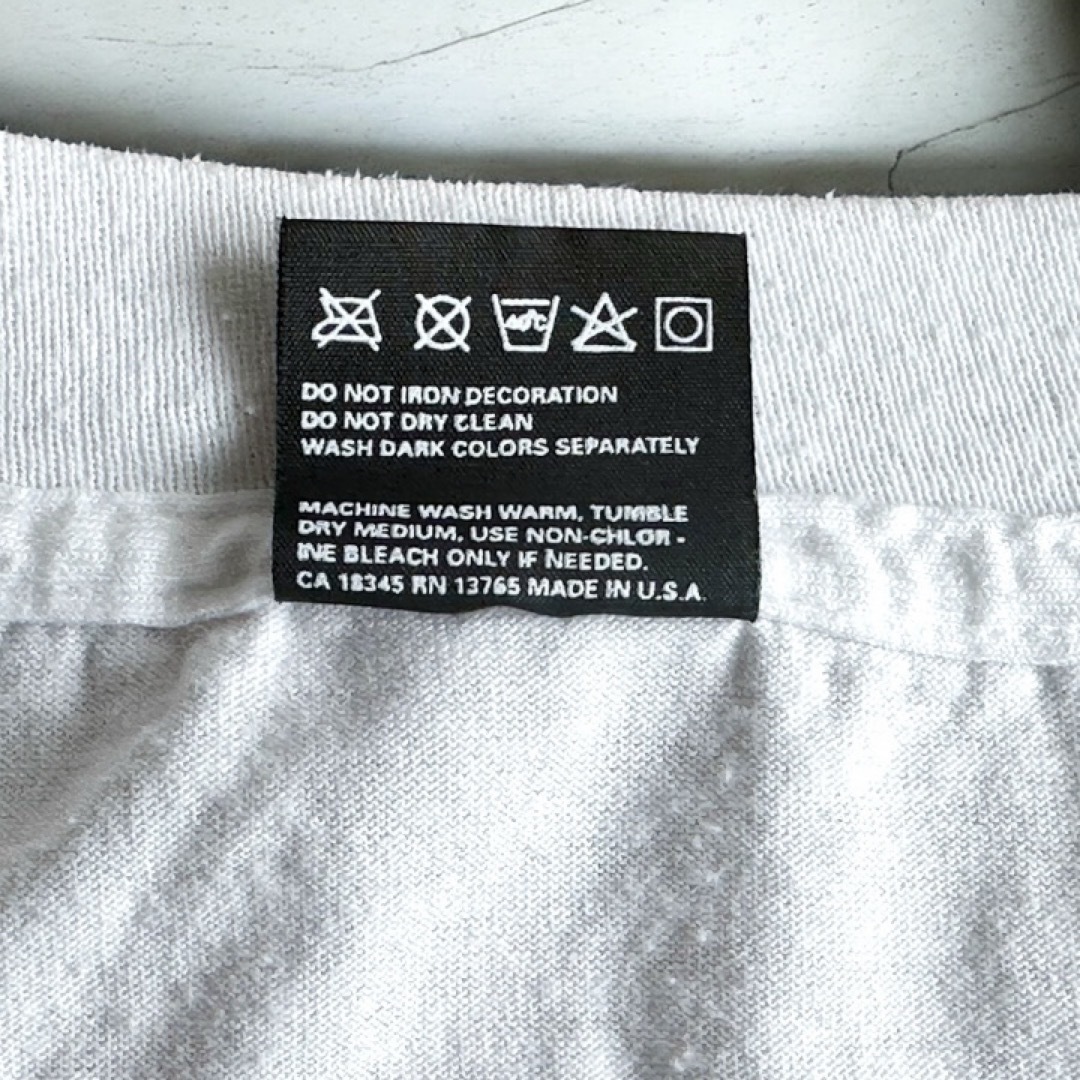 40°C
DO NOT IRON DECORATION
DO NOT DRY CLEAN
WASH DARK COLORS SEPARATELY
MACHINE WASH WARM, TUMBLE
DRY MEDIUM, USE NON-CHLOR -
INE BLEACH ONLY IF NEEDED.
CA 18345 RN 13765 MADE IN U.S.A.